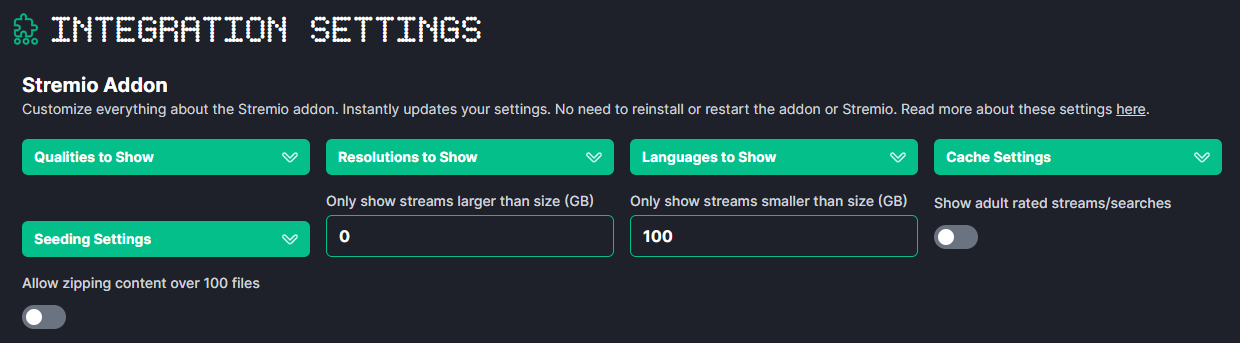 INTEGRATION SETTINGS
Stremio Addon
Customize everything about the Stremio addon. Instantly updates your settings. No need to reinstall or restart the addon or Stremio. Read more about these settings here.
Qualities to Show
Resolutions to Show
Languages to Show
Cache Settings
Seeding Settings
Only show streams larger than size (GB)
0
Only show streams smaller than size (GB)
100
Show adult rated streams/searches
Allow zipping content over 100 files